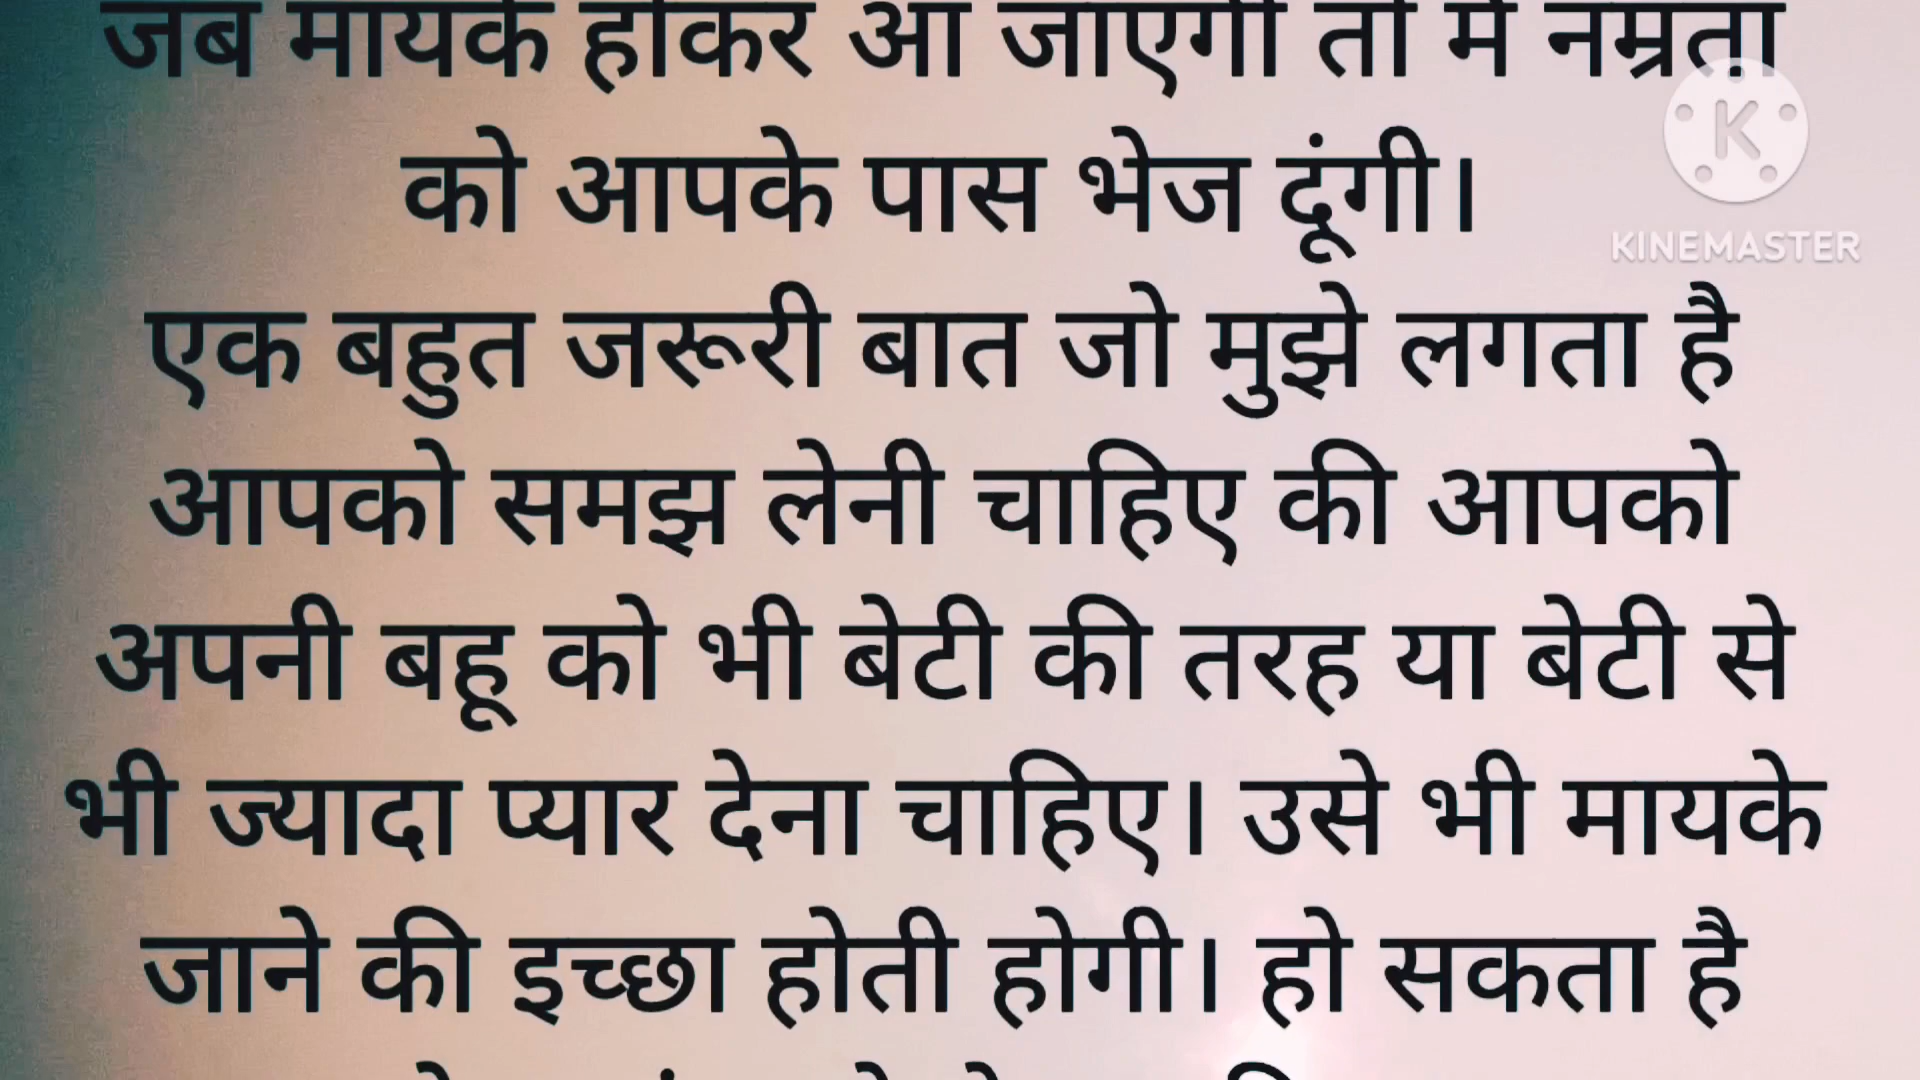 जब मायके होकर आ जाएगी तो मैं नम्रता
को आपके पास भेज दूंगी।
एक बहुत जरूरी बात जो मुझे लगता है
आपको समझ लेनी चाहिए की आपको
अपनी बहू को भी बेटी की तरह या बेटी से
भी ज्यादा प्यार देना चाहिए। उसे भी मायके
जाने की इच्छा होती होगी। हो सकता है
KINEMASTER